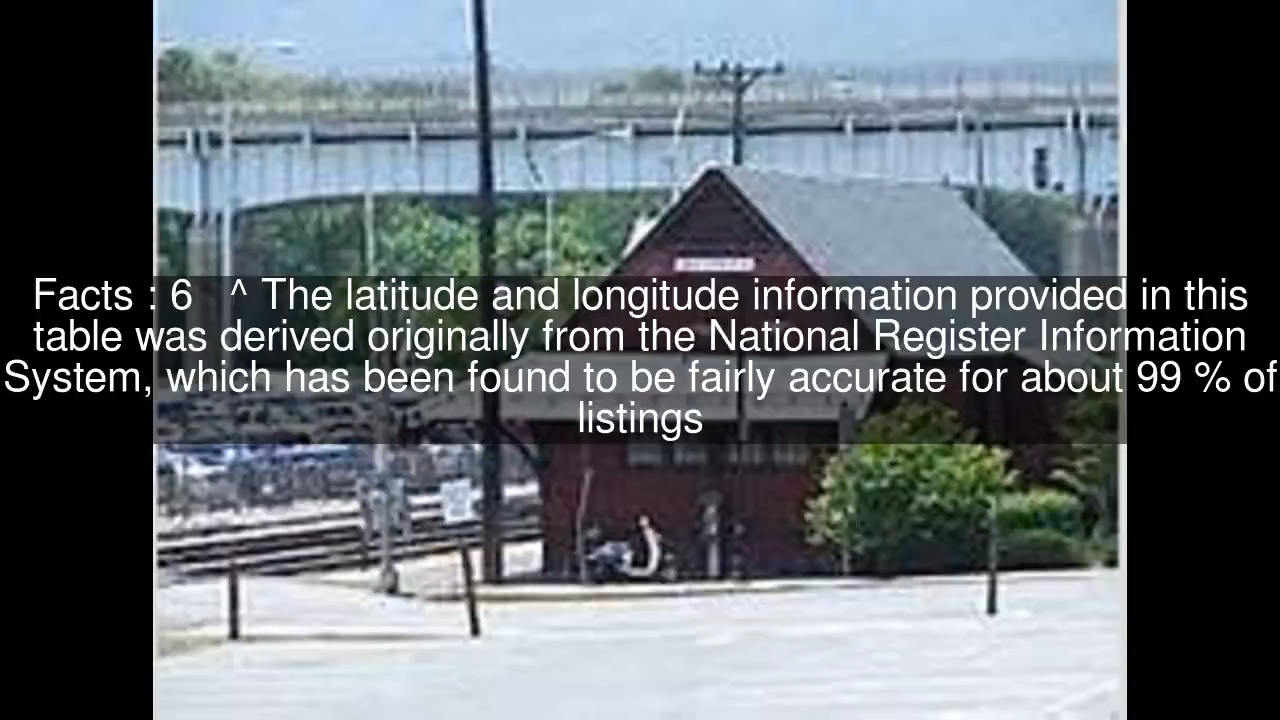 Facts : 6 ^ The latitude and longitude information provided in this
table was derived originally from the National Register Information
System, which has been found to be fairly accurate for about 99 % of
listings